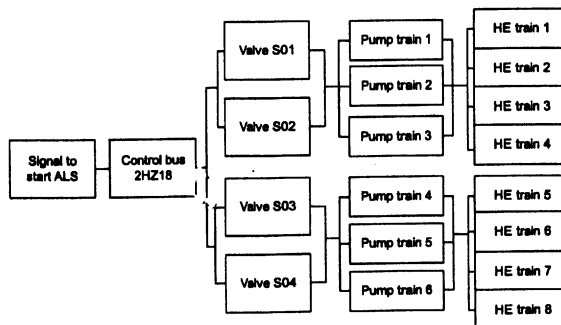 Signal to
start ALS
Control bus
2HZ18
Valve S01
Valve S02
Valve S03
Valve S04
Pump train 1
Pump train 2
Pump train 3
Pump train 4
Pump train 5
Pump train 6
HE train 1
HE train 2
HE train 3
HE train 4
HE train 5
HE train 6
HE train 7
HE train 8